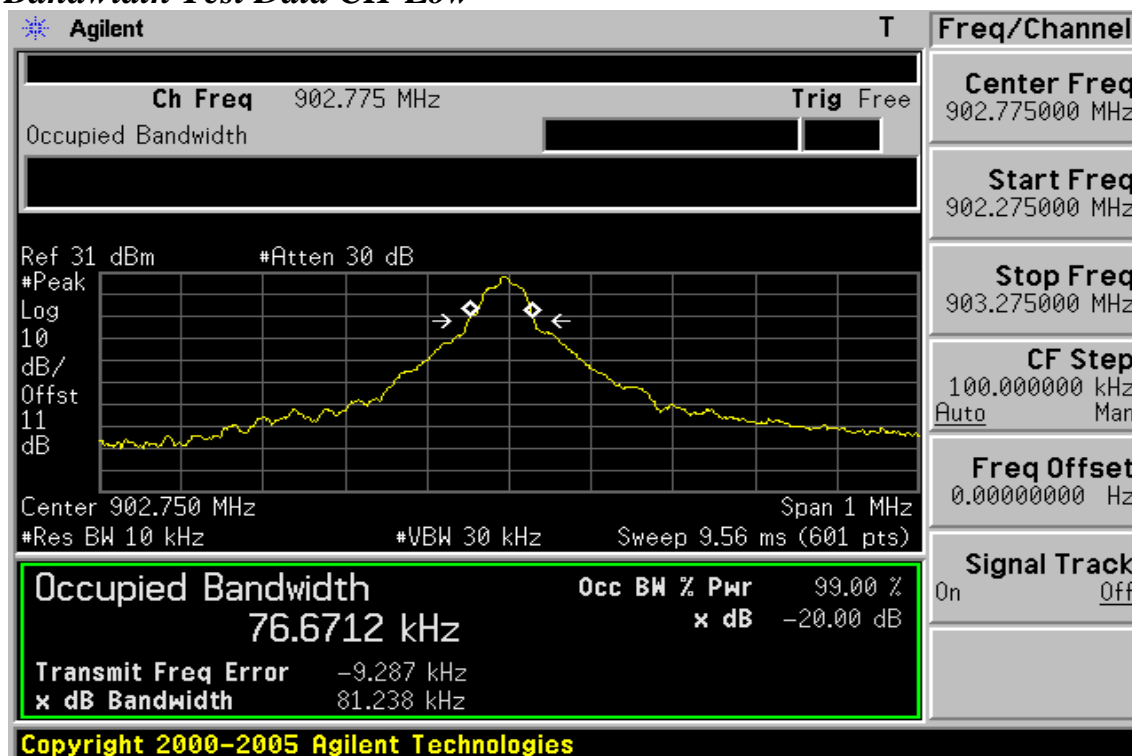 Bandwidth Test Data CH-Low
Agilent T
Freq/Channel
Ch Freq 902.775 MHz Trig Free
Occupied Bandwidth
Center Freq
902.775000 MHz
Start Freq
902.275000 MHz
Stop Freq
903.275000 MHz
CF Step
100.000000 kHz
Auto Man
Freq Offset
0.00000000 Hz
Signal Track
On Off
Ref 31 dBm #Atten 30 dB
#Peak
Log
10
dB/
Offst
11
dB
Center 902.750 MHz Span 1 MHz
#Res BW 10 kHz #VBW 30 kHz Sweep 9.56 ms (601 pts)
Occupied Bandwidth
76.6712 kHz
Occ BW % Pwr 99.00 %
x dB -20.00 dB
Transmit Freq Error -9.287 kHz
x dB Bandwidth 81.238 kHz
Copyright 2000-2005 Agilent Technologies